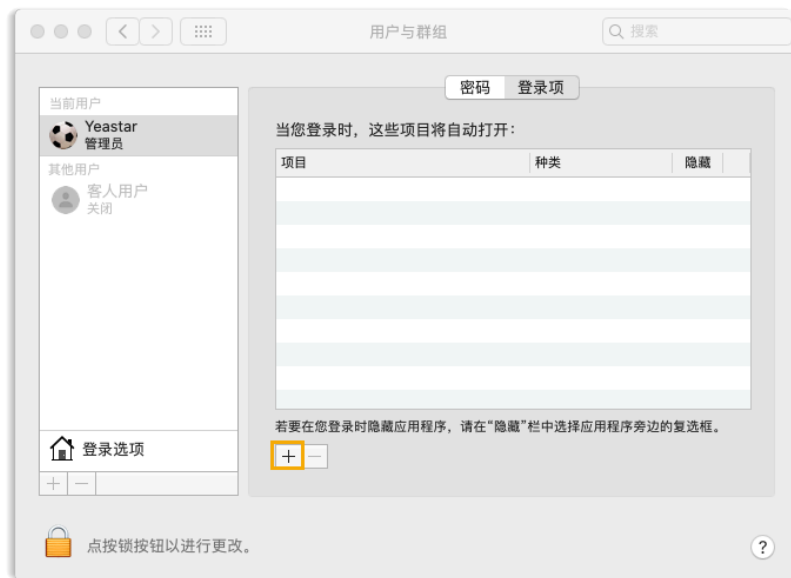 用户与群组
搜索
密码
登录项
当前用户
Yeastar
管理员
其他用户
客人用户
关闭
登录选项
当您登录时，这些项目将自动打开：
项目 种类 隐藏
若要在您登录时隐藏应用程序，请在“隐藏”栏中选择应用程序旁边的复选框。
点按锁按钮以进行更改。
?